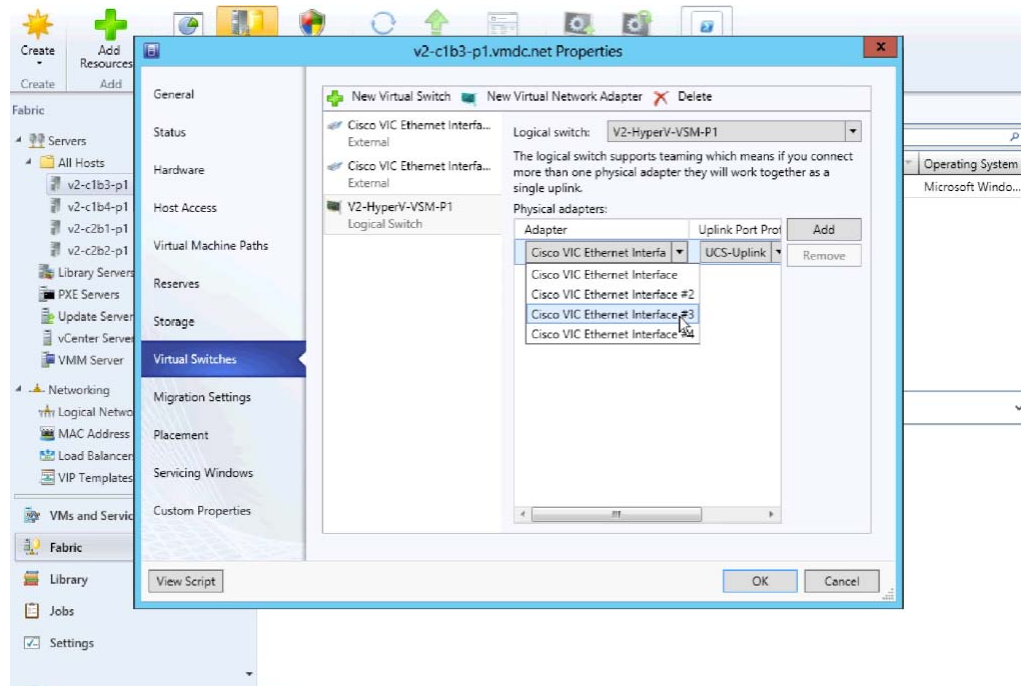 Create
Add
Resources
Create
Add
Fabric
Servers
All Hosts
v2-c1b3-p1
v2-c1b4-p1
v2-c2b1-p1
v2-c2b2-p1
Library Servers
PXE Servers
Update Server
vCenter Server
VMM Server
Networking
Logical Netwo
MAC Address
Load Balancer
VIP Templates
VMs and Servic
Fabric
Library
Jobs
Settings
v2-c1b3-p1.vmdc.net Properties
x
General
Status
Hardware
Host Access
Virtual Machine Paths
Reserves
Storage
Virtual Switches
Migration Settings
Placement
Servicing Windows
Custom Properties
New Virtual Switch New Virtual Network Adapter Delete
Cisco VIC Ethernet Interfa...
External
Cisco VIC Ethernet Interfa...
External
V2-HyperV-VSM-P1
Logical Switch
Logical switch: V2-HyperV-VSM-P1
The logical switch supports teaming which means if you connect
more than one physical adapter they will work together as a
single uplink.
Physical adapters:
Adapter Uplink Port Prof
Cisco VIC Ethernet Interfa UCS-Uplink
Cisco VIC Ethernet Interface
Cisco VIC Ethernet Interface #2
Cisco VIC Ethernet Interface #3
Cisco VIC Ethernet Interface #4
Add
Remove
View Script
OK
Cancel
Operating System
Microsoft Windo...